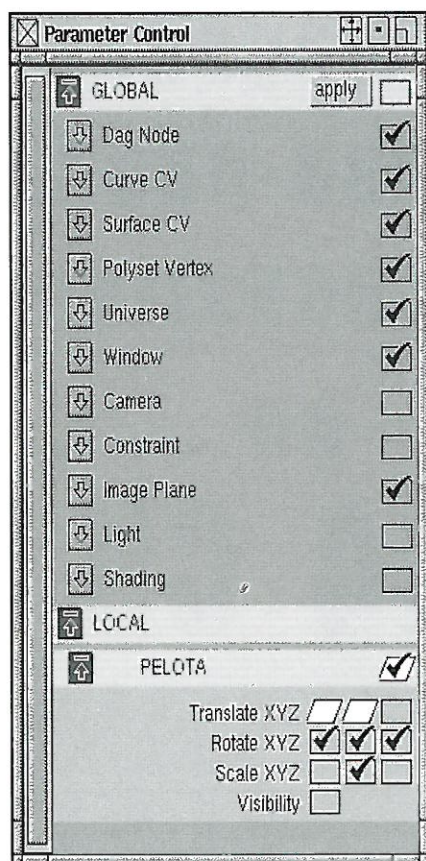 Parameter Control
GLOBAL apply
Dag Node
Curve CV
Surface CV
Polyset Vertex
Universe
Window
Camera
Constraint
Image Plane
Light
Shading
LOCAL
PELOTA
Translate XYZ
Rotate XYZ
Scale XYZ
Visibility